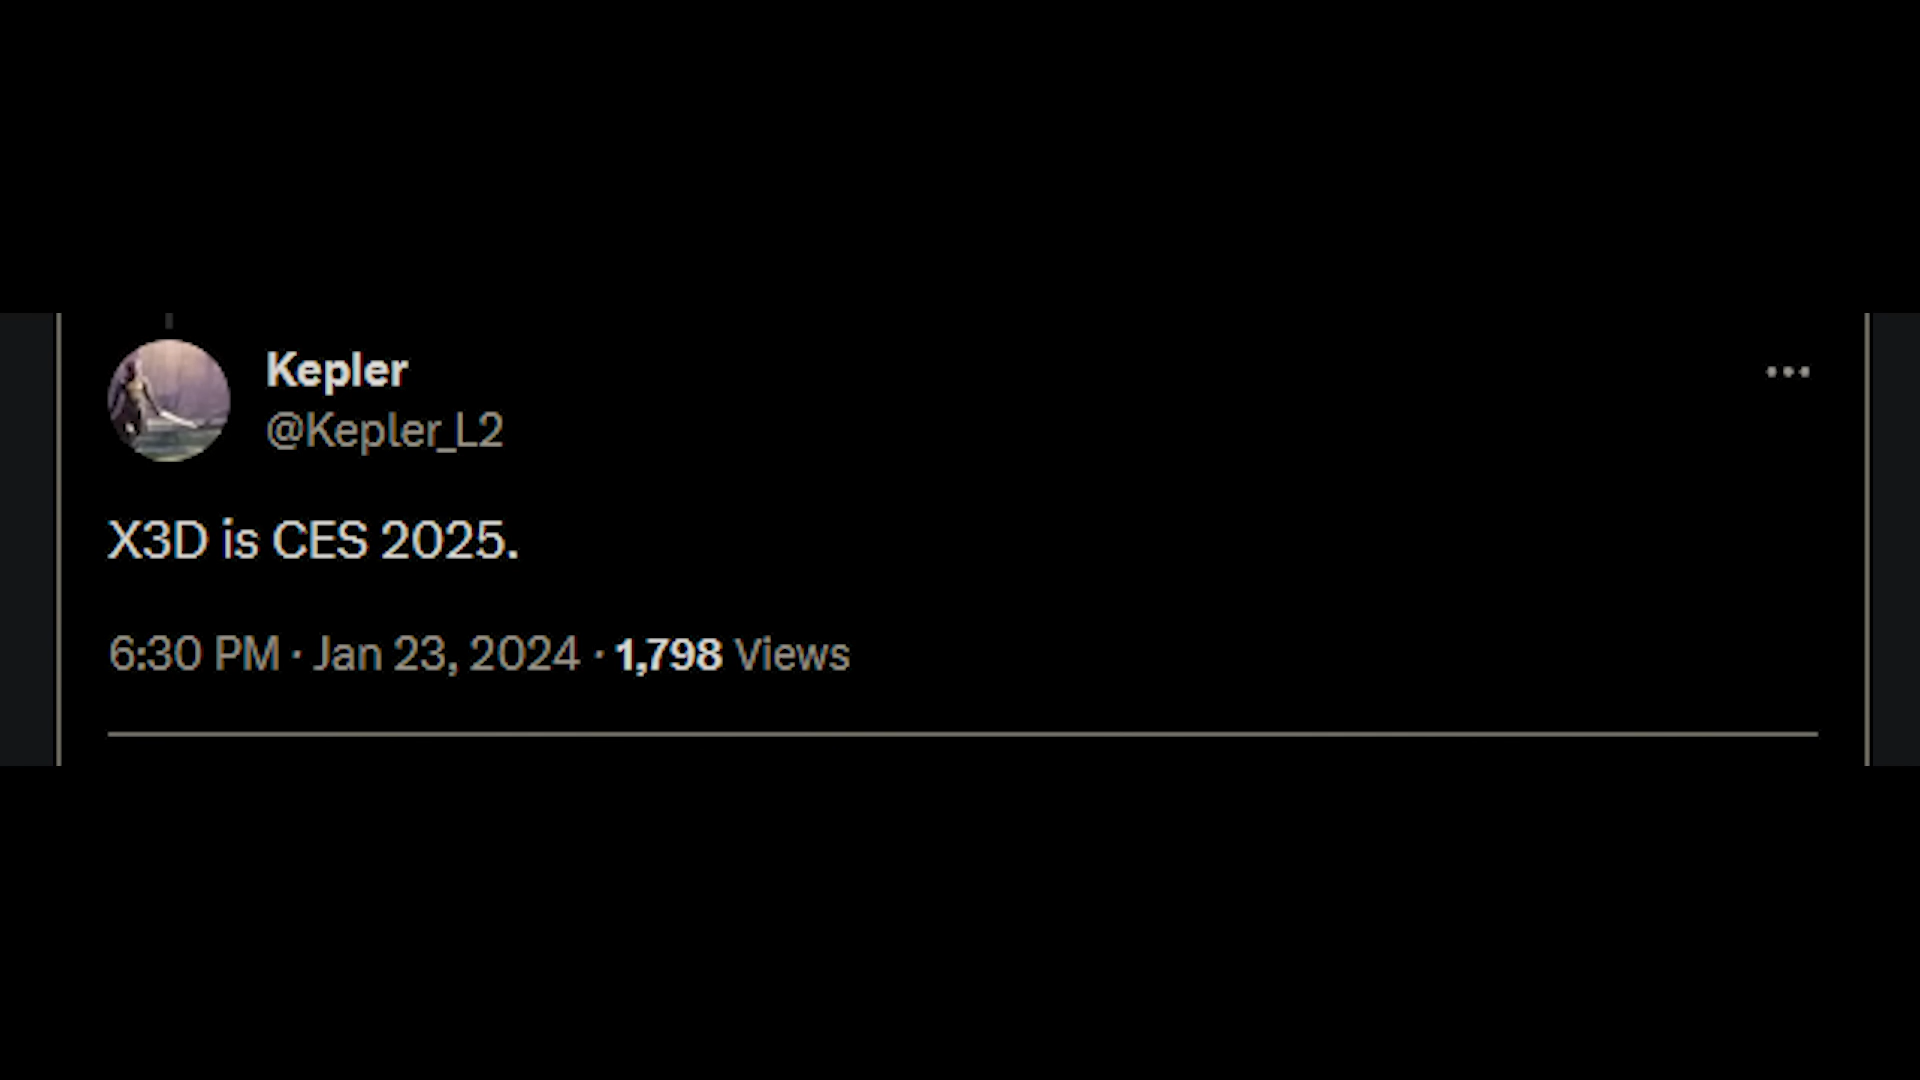 Kepler
@Kepler_L2
X3D is CES 2025.
6:30 PM · Jan 23, 2024 · 1,798 Views